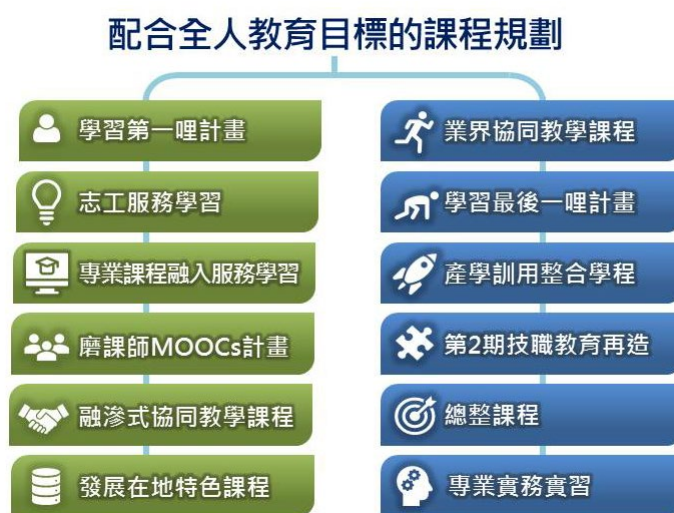 配合全人教育目標的課程規劃
學習第一哩計畫
志工服務學習
專業課程融入服務學習
磨課師MOOCs計畫
融滲式協同教學課程
發展在地特色課程
業界協同教學課程
學習最後一哩計畫
產學訓用整合學程
第2期技職教育再造
總整課程
專業實務實習